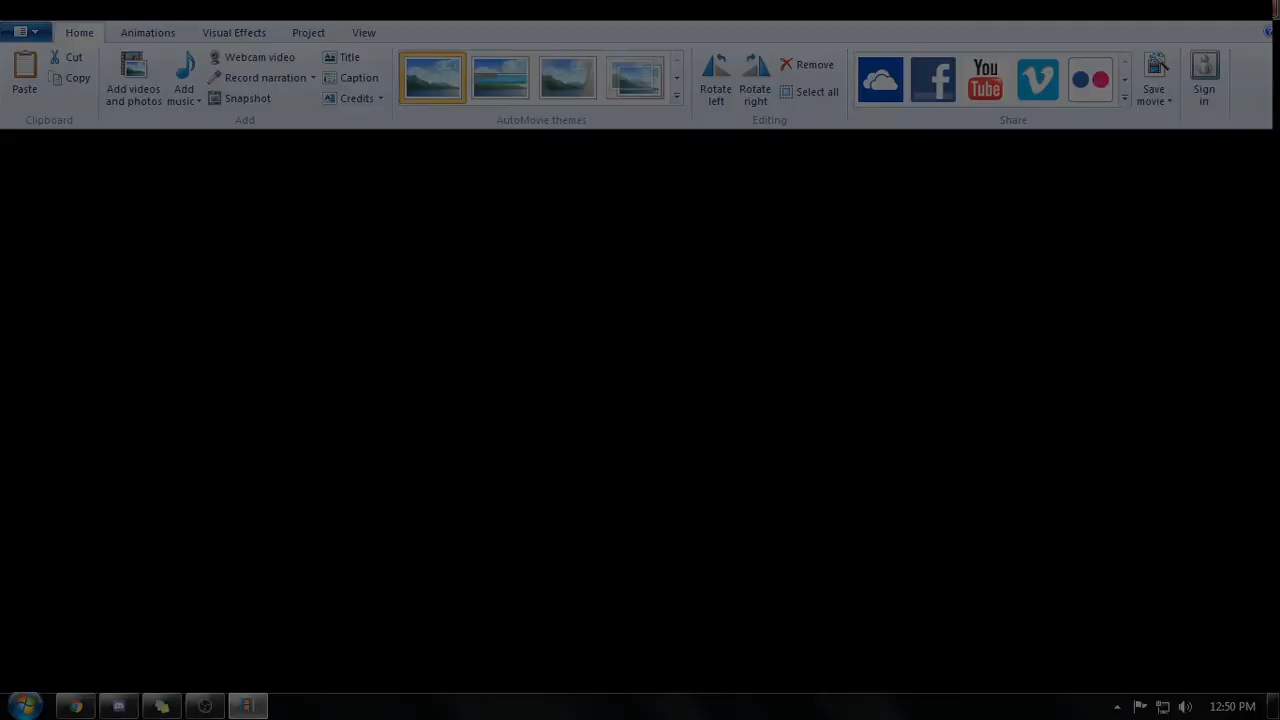 Home Animations Visual Effects Project View
Paste
Cut
Copy
Clipboard
Add videos
and photos
Add
music
Webcam video
Record narration
Snapshot
Title
Caption
Credits
Add
AutoMovie themes
Rotate
left
Rotate
right
Remove
Select all
Editing
You
Tube
Share
Save
movie
Sign
in
12:50 PM